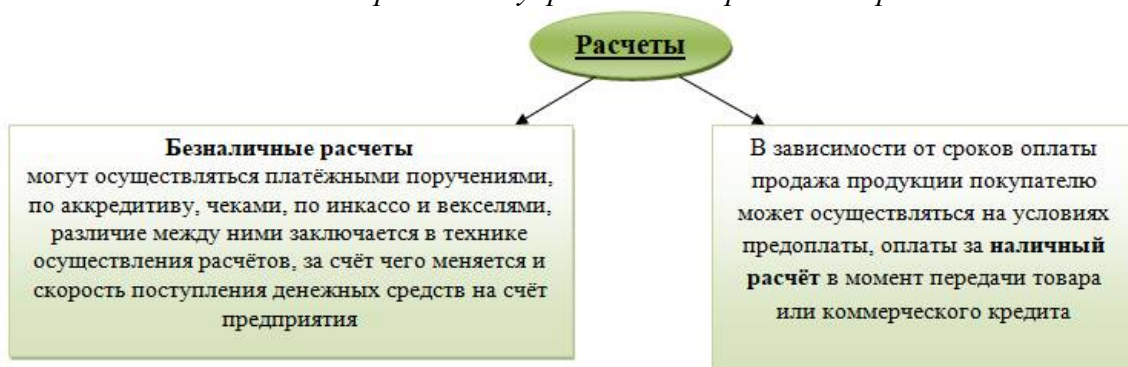 Расчеты
Безналичные расчеты
могут осуществляться платёжными поручениями,
по аккредитиву, чеками, по инкассо и векселями,
различие между ними заключается в технике
осуществления расчётов, за счёт чего меняется и
скорость поступления денежных средств на счёт
предприятия
В зависимости от сроков оплаты
продажа продукции покупателю
может осуществляться на условиях
предоплаты, оплаты за наличный
расчёт в момент передачи товара
или коммерческого кредита